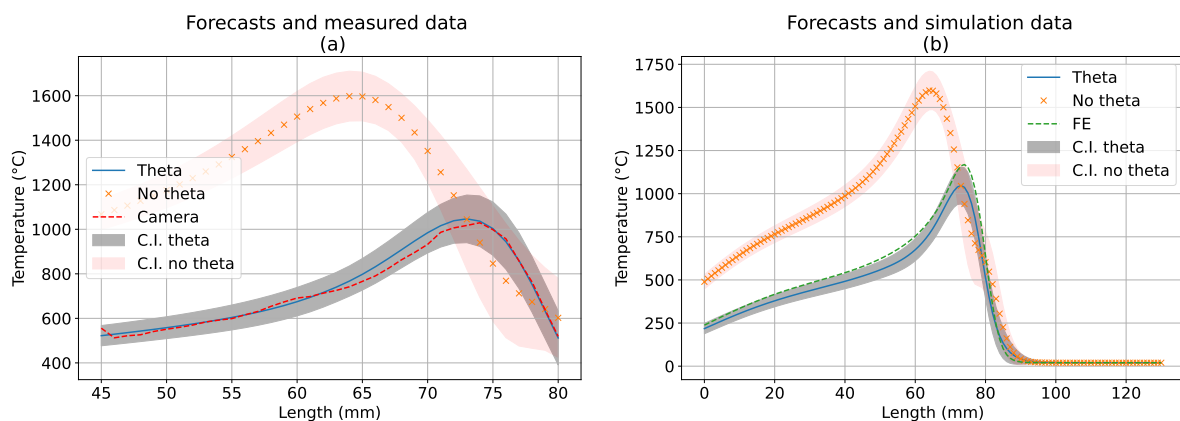 Forecasts and measured data
(a)
Temperature (°C)
1600
1400
1200
1000
800
600
400
Theta
No theta
Camera
C.I. theta
C.I. no theta
45
50
55
60
65
70
75
80
Length (mm)
Forecasts and simulation data
(b)
Temperature (°C)
1750
1500
1250
1000
750
500
250
0
Theta
No theta
FE
C.I. theta
C.I. no theta
0
20
40
60
80
100
120
Length (mm)